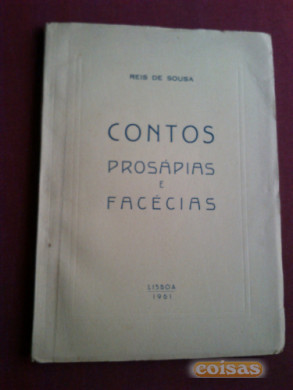 REIS DE SOUSA
CONTOS
PROSÁPIAS
E
FACÉCIAS
LISBOA
1961
coisas